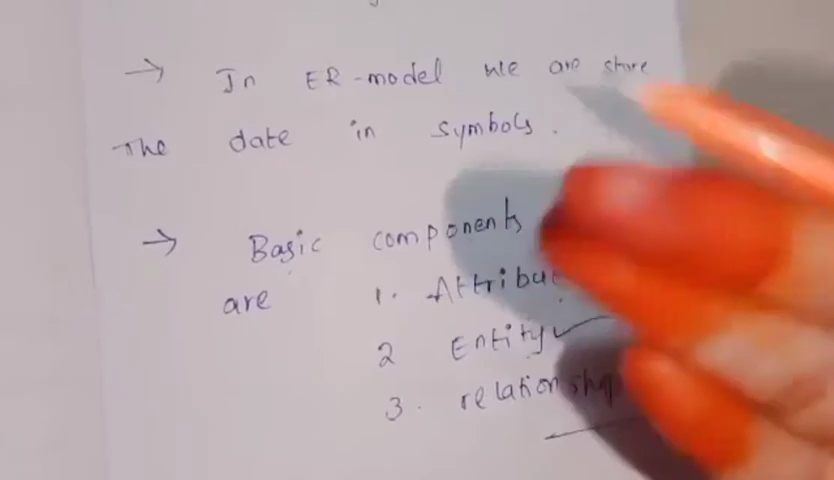 → In ER-model we are store
The date in symbols.
→ Basic components
are 1. Attribu
2 Entity
3. relationship